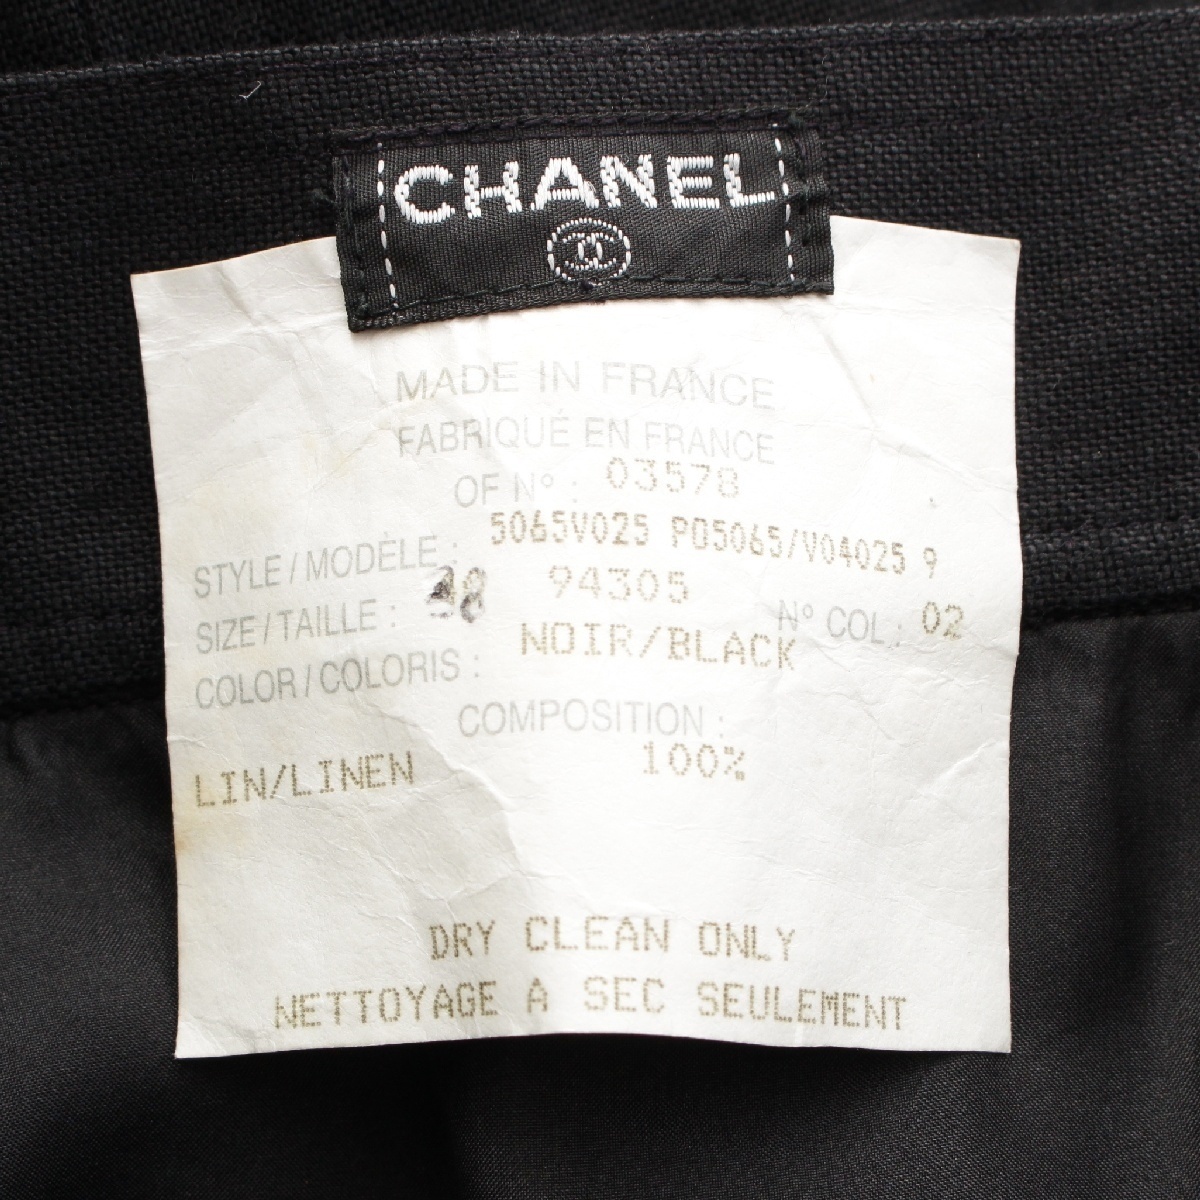 CHANEL
MADE IN FRANCE
FABRIQUÉ EN FRANCE
OF N° : 03578
STYLE/MODÈLE : 5065V025 P05065/V04025 9
SIZE/TAILLE : 38 94305 N° COL : 02
COLOR/COLORIS : NOIR/BLACK
COMPOSITION :
LIN/LINEN 100%
DRY CLEAN ONLY
NETTOYAGE A SEC SEULEMENT